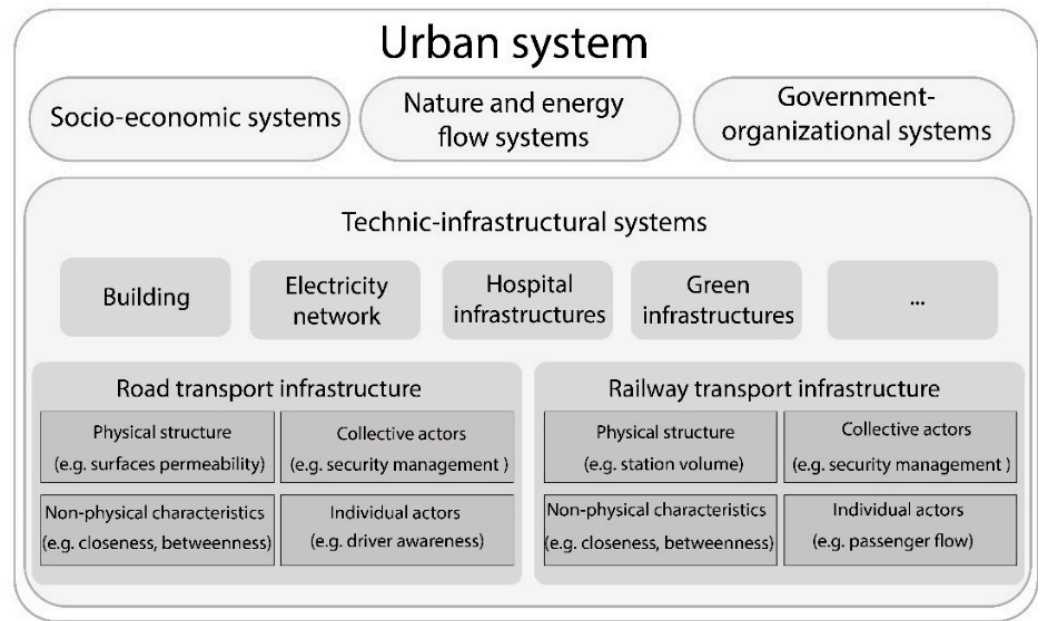 Urban system
Socio-economic systems
Nature and energy
flow systems
Government-
organizational systems
Technic-infrastructural systems
Building
Electricity
network
Hospital
infrastructures
Green
infrastructures
...
Road transport infrastructure
Physical structure
(e.g. surfaces permeability)
Collective actors
(e.g. security management )
Non-physical characteristics
(e.g. closeness, betweenness)
Individual actors
(e.g. driver awareness)
Railway transport infrastructure
Physical structure
(e.g. station volume)
Collective actors
(e.g. security management )
Non-physical characteristics
(e.g. closeness, betweenness)
Individual actors
(e.g. passenger flow)